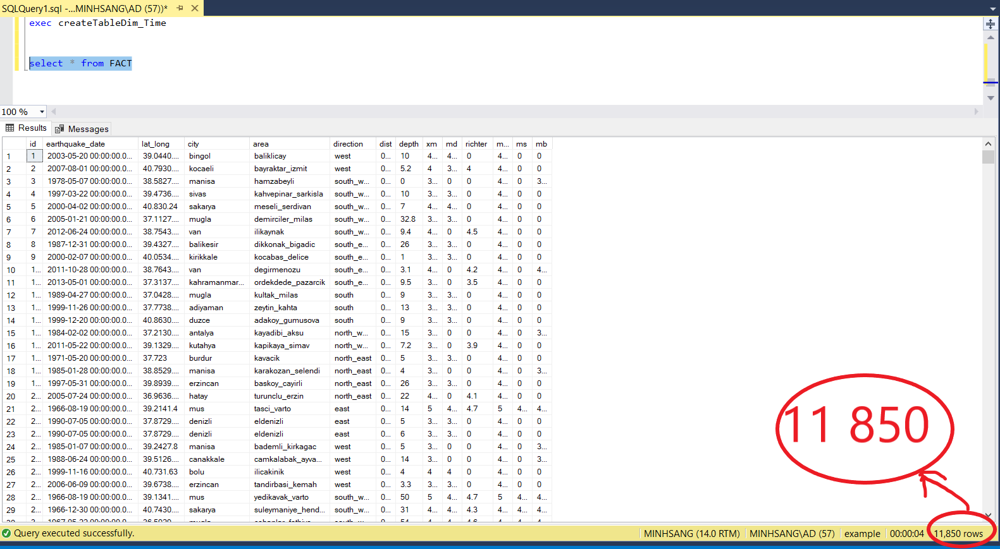 SQLQuery1.sql -...MINHSANG\AD (57))*
exec createTableDim_Time
select * from FACT
100 %
Results Messages
id earthquake_date lat_long city area direction dist depth xm md richter m... ms mb
1 1 2003-05-20 00:00:00.0... 39.0440.... bingol baliklicay west 0... 10 4... 4... 0 4... 0 0
2 2 2007-08-01 00:00:00.0... 40.7930.... kocaeli bayraktar_izmit west 0... 5.2 4 3... 4 4... 0 0
3 3 1978-05-07 00:00:00.0... 38.5827.... manisa hamzabeyli south_w... 0... 0 3... 0 0 4... 0 3...
4 4 1997-03-22 00:00:00.0... 39.4736.... sivas kahvepinar_sarkisla south_w... 0... 10 3... 3... 0 4... 0 0
5 5 2000-04-02 00:00:00.0... 40.830.24 sakarya meseli_serdivan south_w... 0... 7 4... 4... 0 4... 0 0
6 6 2005-01-21 00:00:00.0... 37.1127.... mugla demirciler_milas south_w... 0... 32.8 3... 3... 0 4... 0 0
7 7 2012-06-24 00:00:00.0... 38.7543.... van ilikaynak south_w... 0... 9.4 4... 0 4.5 4... 0 0
8 8 1987-12-31 00:00:00.0... 39.4327.... balikesir dikkonak_bigadic south_e... 0... 26 3... 3... 0 4... 0 0
9 9 2000-02-07 00:00:00.0... 40.0534.... kirikkale kocabas_delice south_e... 0... 1 3... 3... 0 4... 0 0
10 1... 2011-10-28 00:00:00.0... 38.7643.... van degirmenozu south_e... 0... 3.1 4... 0 4.2 4... 0 4...
11 1... 2013-05-01 00:00:00.0... 37.3137.... kahramanmar... ordekdede_pazarcik south_e... 0... 9.5 3... 0 3.5 4... 0 0
12 1... 1989-04-27 00:00:00.0... 37.0428.... mugla kultak_milas south 0... 9 3... 3... 0 4... 0 0
13 1... 1999-11-26 00:00:00.0... 37.7738.... adiyaman zeytin_kahta south 0... 13 3... 3... 0 4... 0 0
14 1... 1999-12-20 00:00:00.0... 40.8630.... duzce adakoy_gumusova south 0... 9 3... 3... 0 4... 0 0
15 1... 1984-02-02 00:00:00.0... 37.2130.... antalya kayadibi_aksu north_w... 0... 15 3... 0 0 4... 0 3...
16 1... 2011-05-22 00:00:00.0... 39.1329.... kutahya kapikaya_simav north_w... 0... 7.2 3... 0 3.9 4... 0 0
17 1... 1971-05-20 00:00:00.0... 37.723 burdur kavacik north_east 0... 5 3... 3... 0 4... 0 0
18 1... 1985-01-28 00:00:00.0... 38.8529.... manisa karakozan_selendi north_east 0... 4 3... 0 0 4... 0 3...
19 1... 1997-05-31 00:00:00.0... 39.8939.... erzincan baskoy_cayirli north_east 0... 26 3... 3... 0 4... 0 0
20 2... 2005-07-24 00:00:00.0... 36.9636.... hatay turunclu_erzin north_east 0... 22 4... 0 4.1 4... 0 0
21 2... 1966-08-19 00:00:00.0... 39.2141.4 mus tasci_varto east 0... 14 5 4... 4.7 5 4... 4...
22 2... 1990-07-05 00:00:00.0... 37.8729.... denizli eldenizli east 0... 5 3... 3... 0 4... 0 0
23 2... 1990-07-05 00:00:00.0... 37.8729.... denizli eldenizli east 0... 6 3... 3... 0 4... 0 0
24 2... 1985-01-07 00:00:00.0... 39.2427.8 manisa bademli_kirkagac west 0... 5 3... 0 0 4... 0 3...
25 2... 1988-06-24 00:00:00.0... 39.5126.... canakkale camkalabak_ayva... west 0... 14 3... 0 0 4... 0 3...
26 2... 1999-11-16 00:00:00.0... 40.731.63 bolu ilicakinik west 0... 4 4 4 0 4... 0 0
27 2... 2006-06-09 00:00:00.0... 39.6738.... erzincan tandirbasi_kemah west 0... 3.3 3... 3... 0 4... 0 0
28 2... 1966-08-19 00:00:00.0... 39.1341.... mus yedikavak_varto south_w... 0... 50 5 4... 4.7 5 4... 4...
29 2... 1966-12-30 00:00:00.0... 40.7430.... sakarya suleymaniye_hend... south_w... 0... 31 4... 4... 4.3 4... 4... 4...
11 850
Query executed successfully. MINHSANG (14.0 RTM) MINHSANG\AD (57) example 00:00:04 11,850 rows